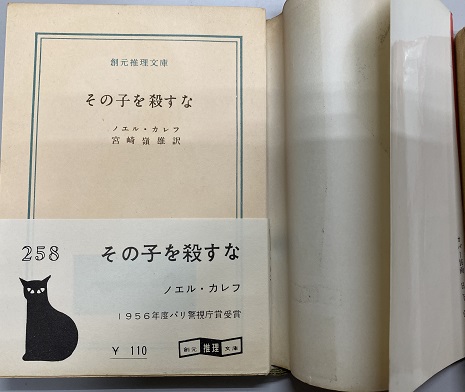 創元推理文庫
その子を殺すな
ノエル・カレフ
宮崎嶺雄訳
258
その子を殺すな
ノエル・カレフ
1956年度パリ警視庁賞受賞
¥ 110
創元推理文庫